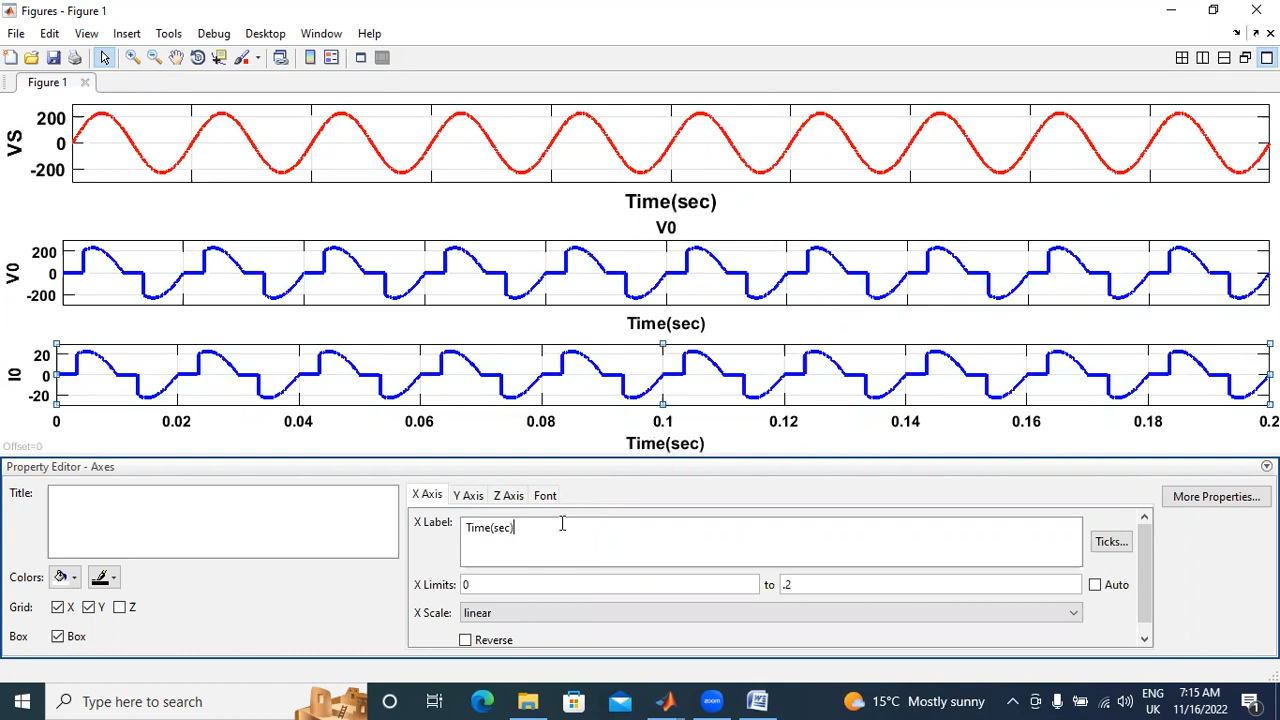 Figures - Figure 1
File Edit View Insert Tools Debug Desktop Window Help
Figure 1
200
0
-200
VS
Time(sec)
V0
200
0
-200
V0
Time(sec)
20
0
-20
I0
0 0.02 0.04 0.06 0.08 0.1 0.12 0.14 0.16 0.18 0.2
Time(sec)
Offset=0
Property Editor - Axes
Title:
Colors:
Grid: X Y Z
Box Box
X Axis Y Axis Z Axis Font
X Label: Time(sec)
Ticks...
X Limits: 0 to .2 Auto
X Scale: linear
Reverse
More Properties...
Type here to search
zoom
15°C Mostly sunny
ENG
UK
7:15 AM
11/16/2022
1